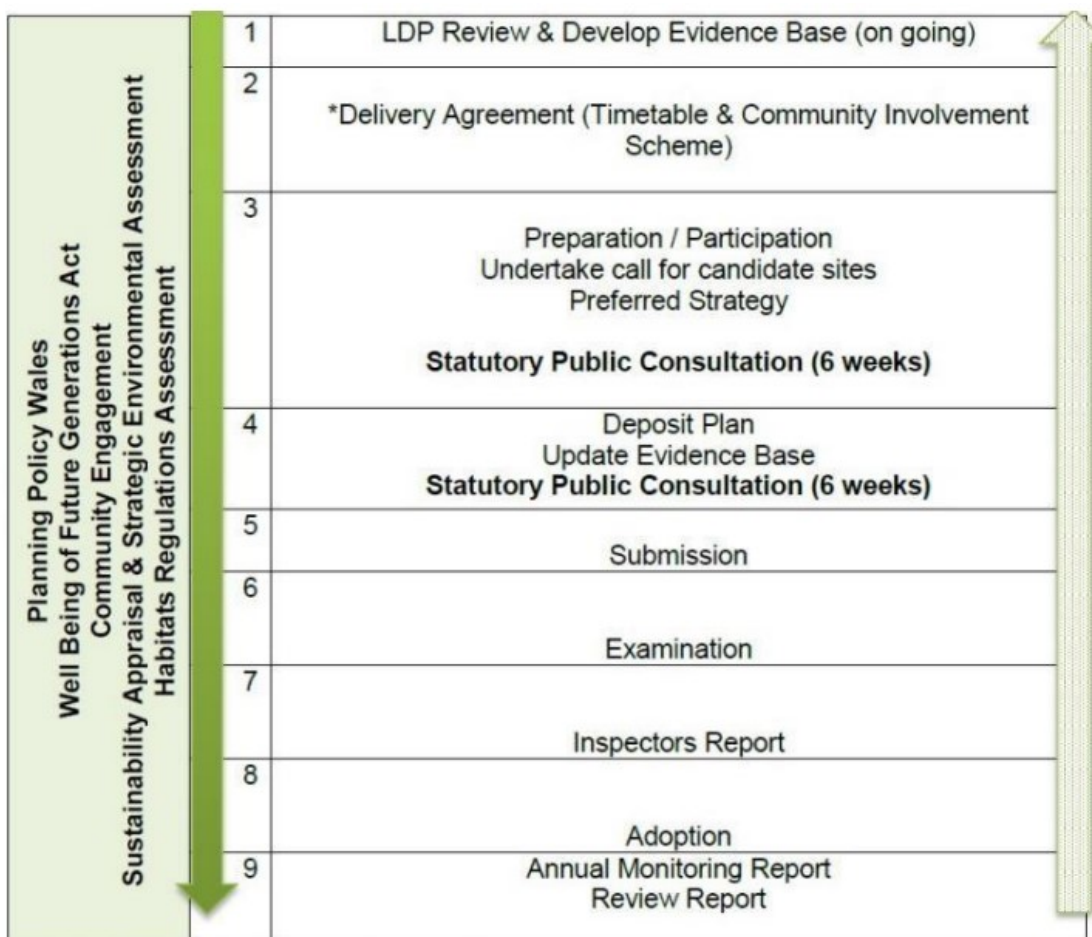 Planning Policy Wales
Well Being of Future Generations Act
Community Engagement
Sustainability Appraisal & Strategic Environmental Assessment
Habitats Regulations Assessment
1
LDP Review & Develop Evidence Base (on going)
2
*Delivery Agreement (Timetable & Community Involvement
Scheme)
3
Preparation / Participation
Undertake call for candidate sites
Preferred Strategy
Statutory Public Consultation (6 weeks)
4
Deposit Plan
Update Evidence Base
Statutory Public Consultation (6 weeks)
5
Submission
6
Examination
7
Inspectors Report
8
Adoption
9
Annual Monitoring Report
Review Report